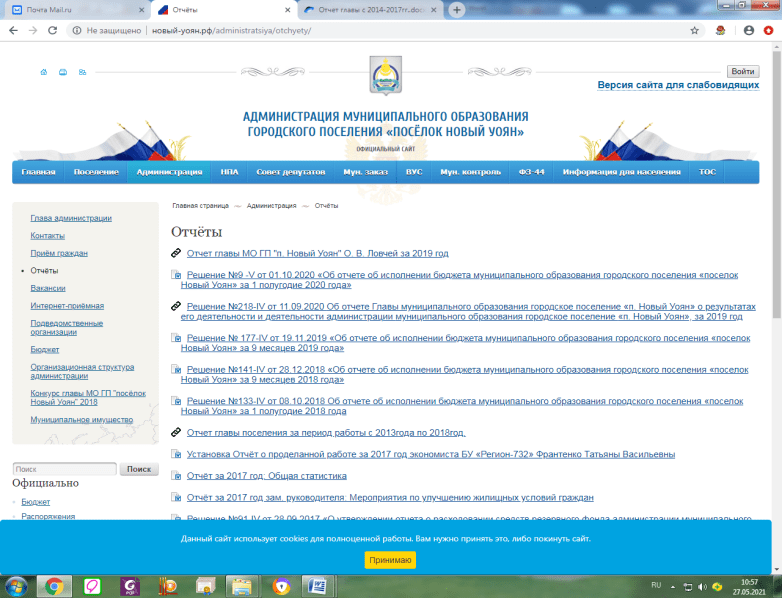 Почта Mail.ru
Отчёты
Отчет главы с 2014-2017гг..docx
Не защищено | новый-уоян.рф/administratsiya/otchyety/
Войти
Версия сайта для слабовидящих
АДМИНИСТРАЦИЯ МУНИЦИПАЛЬНОГО ОБРАЗОВАНИЯ
ГОРОДСКОГО ПОСЕЛЕНИЯ «ПОСЁЛОК НОВЫЙ УОЯН»
ОФИЦИАЛЬНЫЙ САЙТ
Главная Поселение Администрация НПА Совет депутатов Мун. заказ ВУС Мун. контроль ФЗ-44 Информация для населения ТОС
Глава администрации
Контакты
Приём граждан
Отчёты
Вакансии
Интернет-приёмная
Подведомственные
организации
Бюджет
Организационная структура
администрации
Конкурс главы МО ГП "посёлок
Новый Уоян" 2018
Муниципальное имущество
Поиск Поиск
Официально
Бюджет
Распоряжения
Главная страница Администрация Отчёты
Отчёты
Отчет главы МО ГП "п. Новый Уоян" О. В. Ловчей за 2019 год
Решение №9 -V от 01.10.2020 «Об отчете об исполнении бюджета муниципального образования городского поселения «поселок
Новый Уоян» за 1 полугодие 2020 года»
Решение №218-IV от 11.09.2020 Об отчете Главы муниципального образования городское поселение «п. Новый Уоян» о результатах
его деятельности и деятельности администрации муниципального образования городское поселение «п. Новый Уоян», за 2019 год
Решение № 177-IV от 19.11.2019 «Об отчете об исполнении бюджета муниципального образования городского поселения «поселок
Новый Уоян» за 9 месяцев 2019 года»
Решение №141-IV от 28.12.2018 «Об отчете об исполнении бюджета муниципального образования городского поселения «поселок
Новый Уоян» за 9 месяцев 2018 года»
Решение №133-IV от 08.10.2018 Об отчете об исполнении бюджета муниципального образования городского поселения «поселок
Новый Уоян» за 1 полугодие 2018 года
Отчет главы поселения за период работы с 2013года по 2018год.
Установка Отчёт о проделанной работе за 2017 год экономиста БУ «Регион-732» Франтенко Татьяны Васильевны
Отчёт за 2017 год: Общая статистика
Отчёт за 2017 год зам. руководителя: Мероприятия по улучшению жилищных условий граждан
Решение №91-IV от 28.09.2017 «О утверждении отчета о расходовании средств резервного фонда администрации муниципального
Данный сайт использует cookies для полноценной работы. Вам нужно принять это, либо покинуть сайт.
Принимаю
RU
10:57
27.05.2021